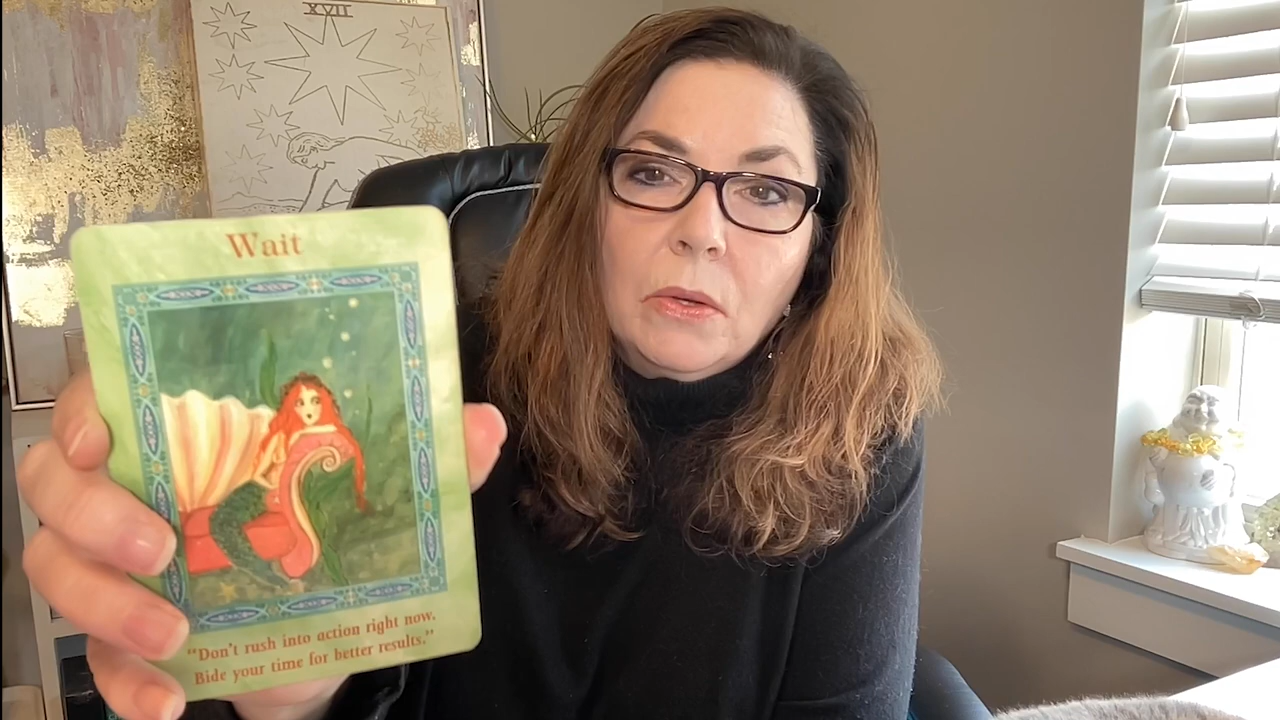 XVII
Wait
"Don't rush into action right now.
Bide your time for better results."